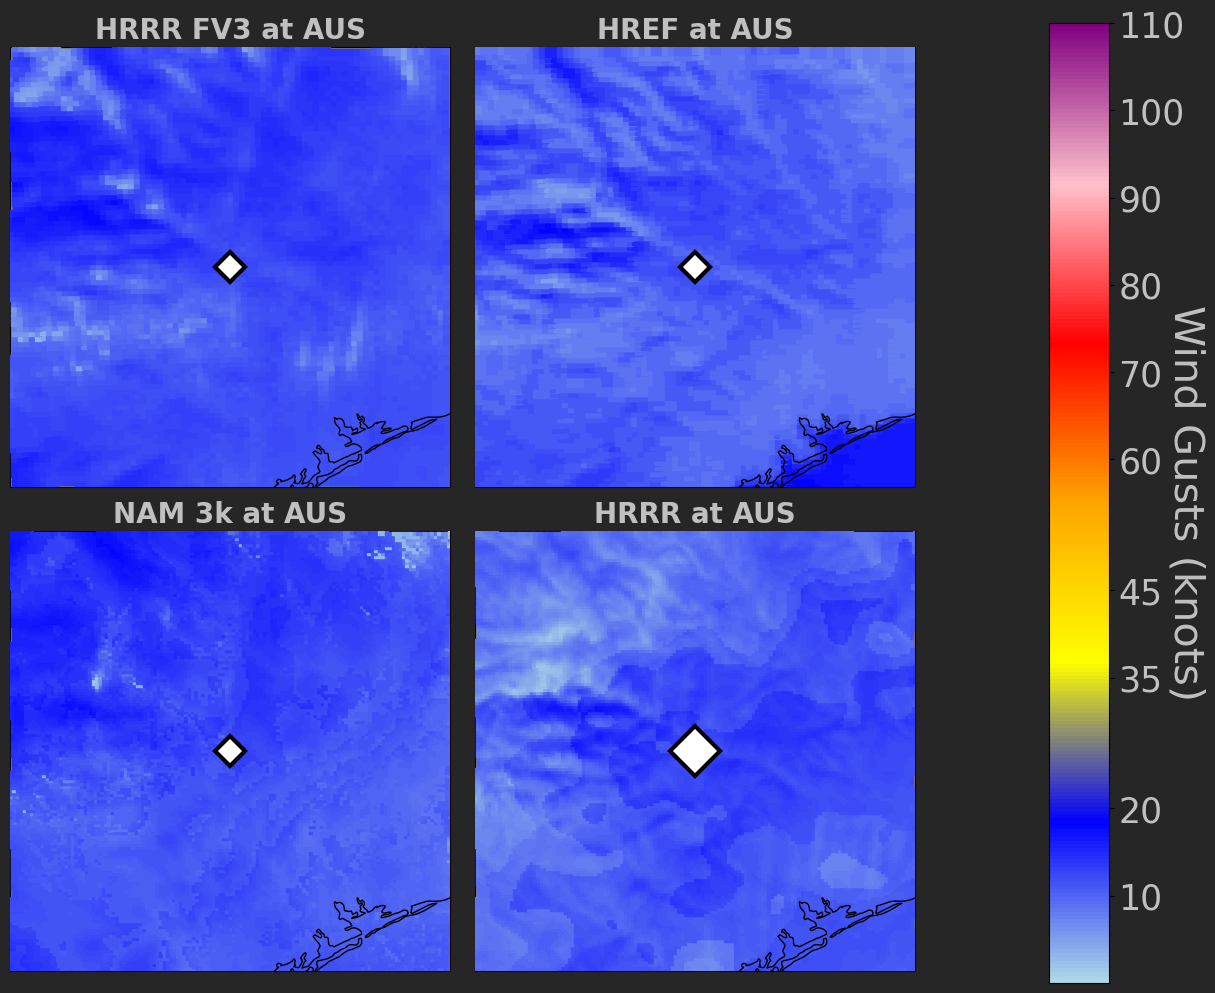 HRRR FV3 at AUS
HREF at AUS
NAM 3k at AUS
HRRR at AUS
110
100
90
80
70
60
45
35
20
10
Wind Gusts (knots)